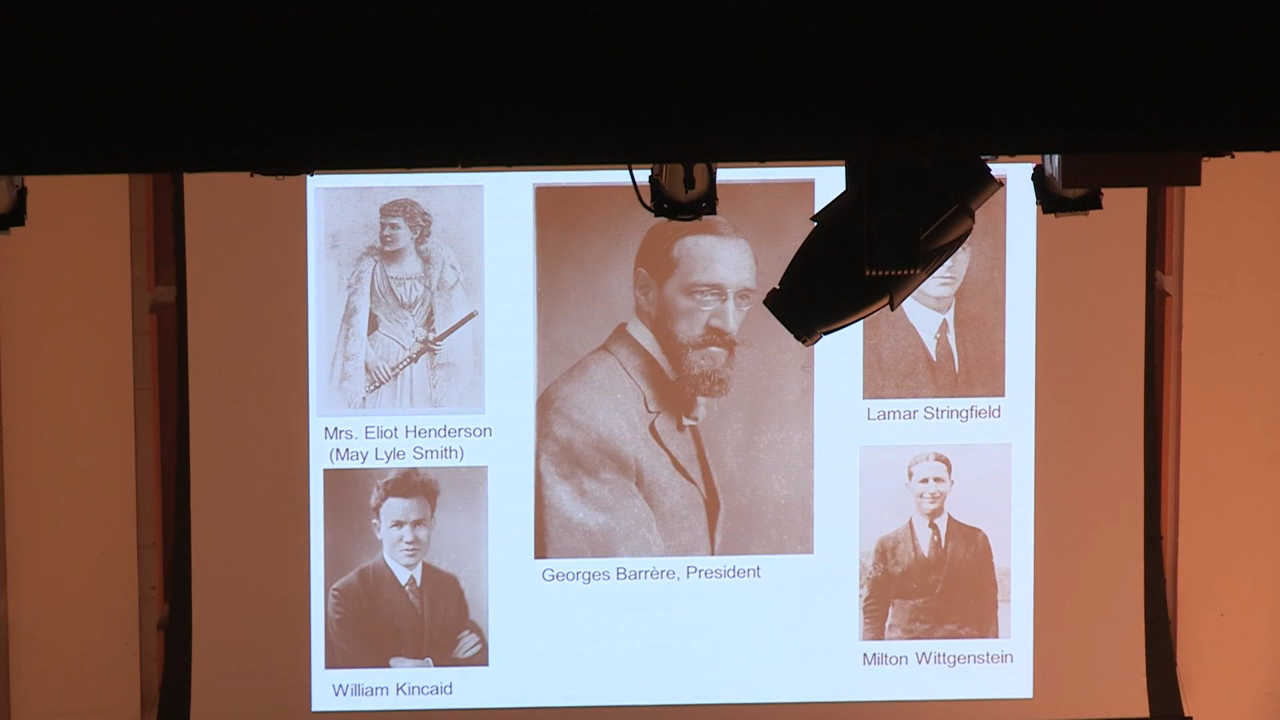 Mrs. Eliot Henderson
(May Lyle Smith)
William Kincaid
Georges Barrère, President
Lamar Stringfield
Milton Wittgenstein